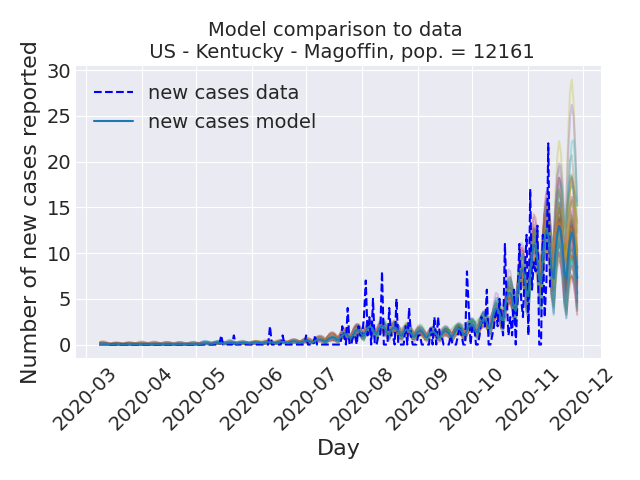 Model comparison to data
US - Kentucky - Magoffin, pop. = 12161
Number of new cases reported
30
25
20
15
10
5
0
new cases data
new cases model
2020-03
2020-04
2020-05
2020-06
2020-07
2020-08
2020-09
2020-10
2020-11
2020-12
Day